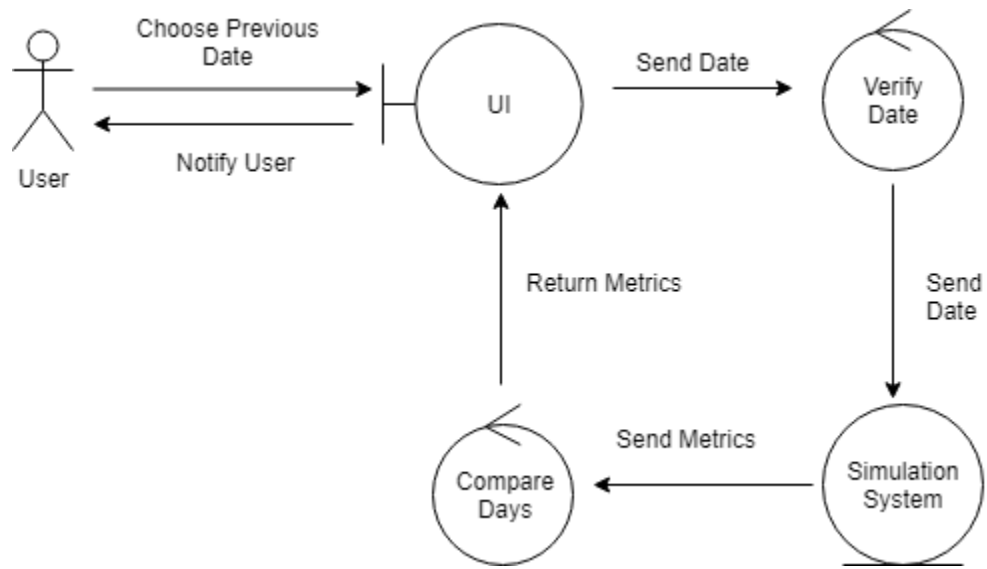 Choose Previous
Date
Send Date
UI
Verify
Date
Notify User
User
Return Metrics
Send
Date
Send Metrics
Compare
Days
Simulation
System